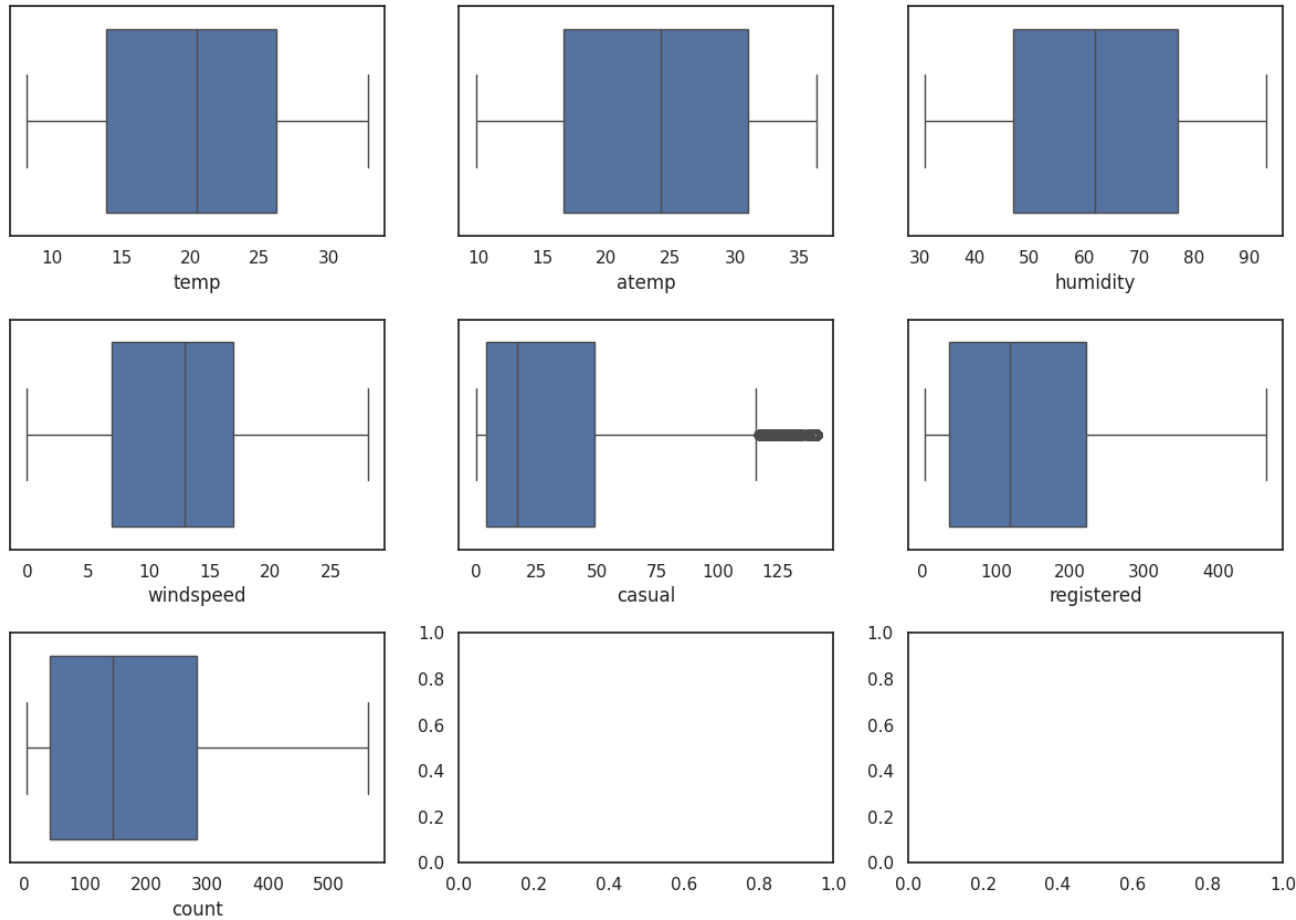 10 15 20 25 30
temp
10 15 20 25 30 35
atemp
30 40 50 60 70 80 90
humidity
0 5 10 15 20 25
windspeed
0 25 50 75 100 125
casual
0 100 200 300 400
registered
0 100 200 300 400 500
count
1.0
0.8
0.6
0.4
0.2
0.0
0.0 0.2 0.4 0.6 0.8 1.0
1.0
0.8
0.6
0.4
0.2
0.0
0.0 0.2 0.4 0.6 0.8 1.0